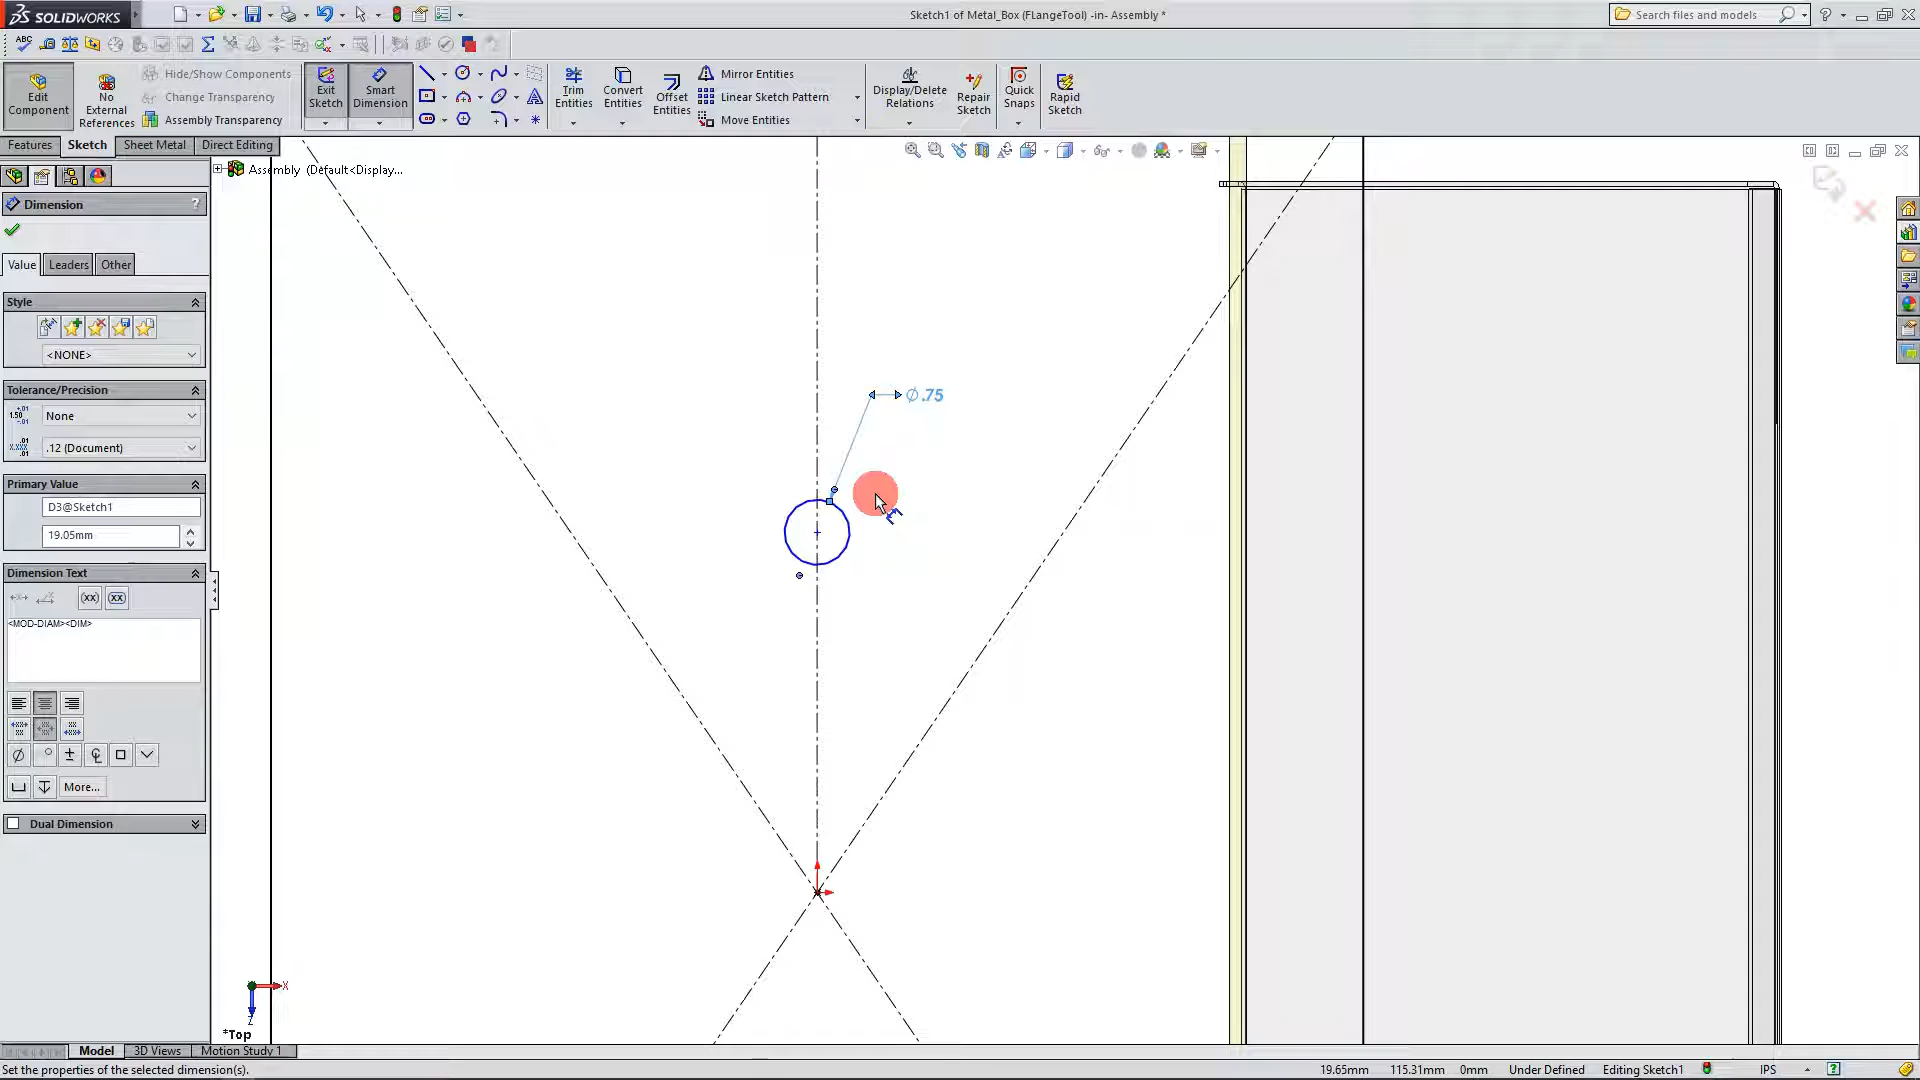 SOLIDWORKS
Sketch1 of Metal_Box (FLangeTool) -in- Assembly *
Search files and models
?
ABC
Edit Component
No External References
Hide/Show Components
Change Transparency
Assembly Transparency
Exit Sketch
Smart Dimension
Trim Entities
Convert Entities
Offset Entities
Mirror Entities
Linear Sketch Pattern
Move Entities
Display/Delete Relations
Repair Sketch
Quick Snaps
Rapid Sketch
Features
Sketch
Sheet Metal
Direct Editing
Assembly (Default<Display...
Dimension
?
Value
Leaders
Other
Style
<NONE>
Tolerance/Precision
None
.12 (Document)
Primary Value
D3@Sketch1
19.05mm
Dimension Text
(xx)
xx
<MOD-DIAM><DIM>
More...
Dual Dimension
∅.75
X
Z
*Top
Model
3D Views
Motion Study 1
Set the properties of the selected dimension(s).
19.65mm
115.31mm
0mm
Under Defined
Editing Sketch1
IPS
?